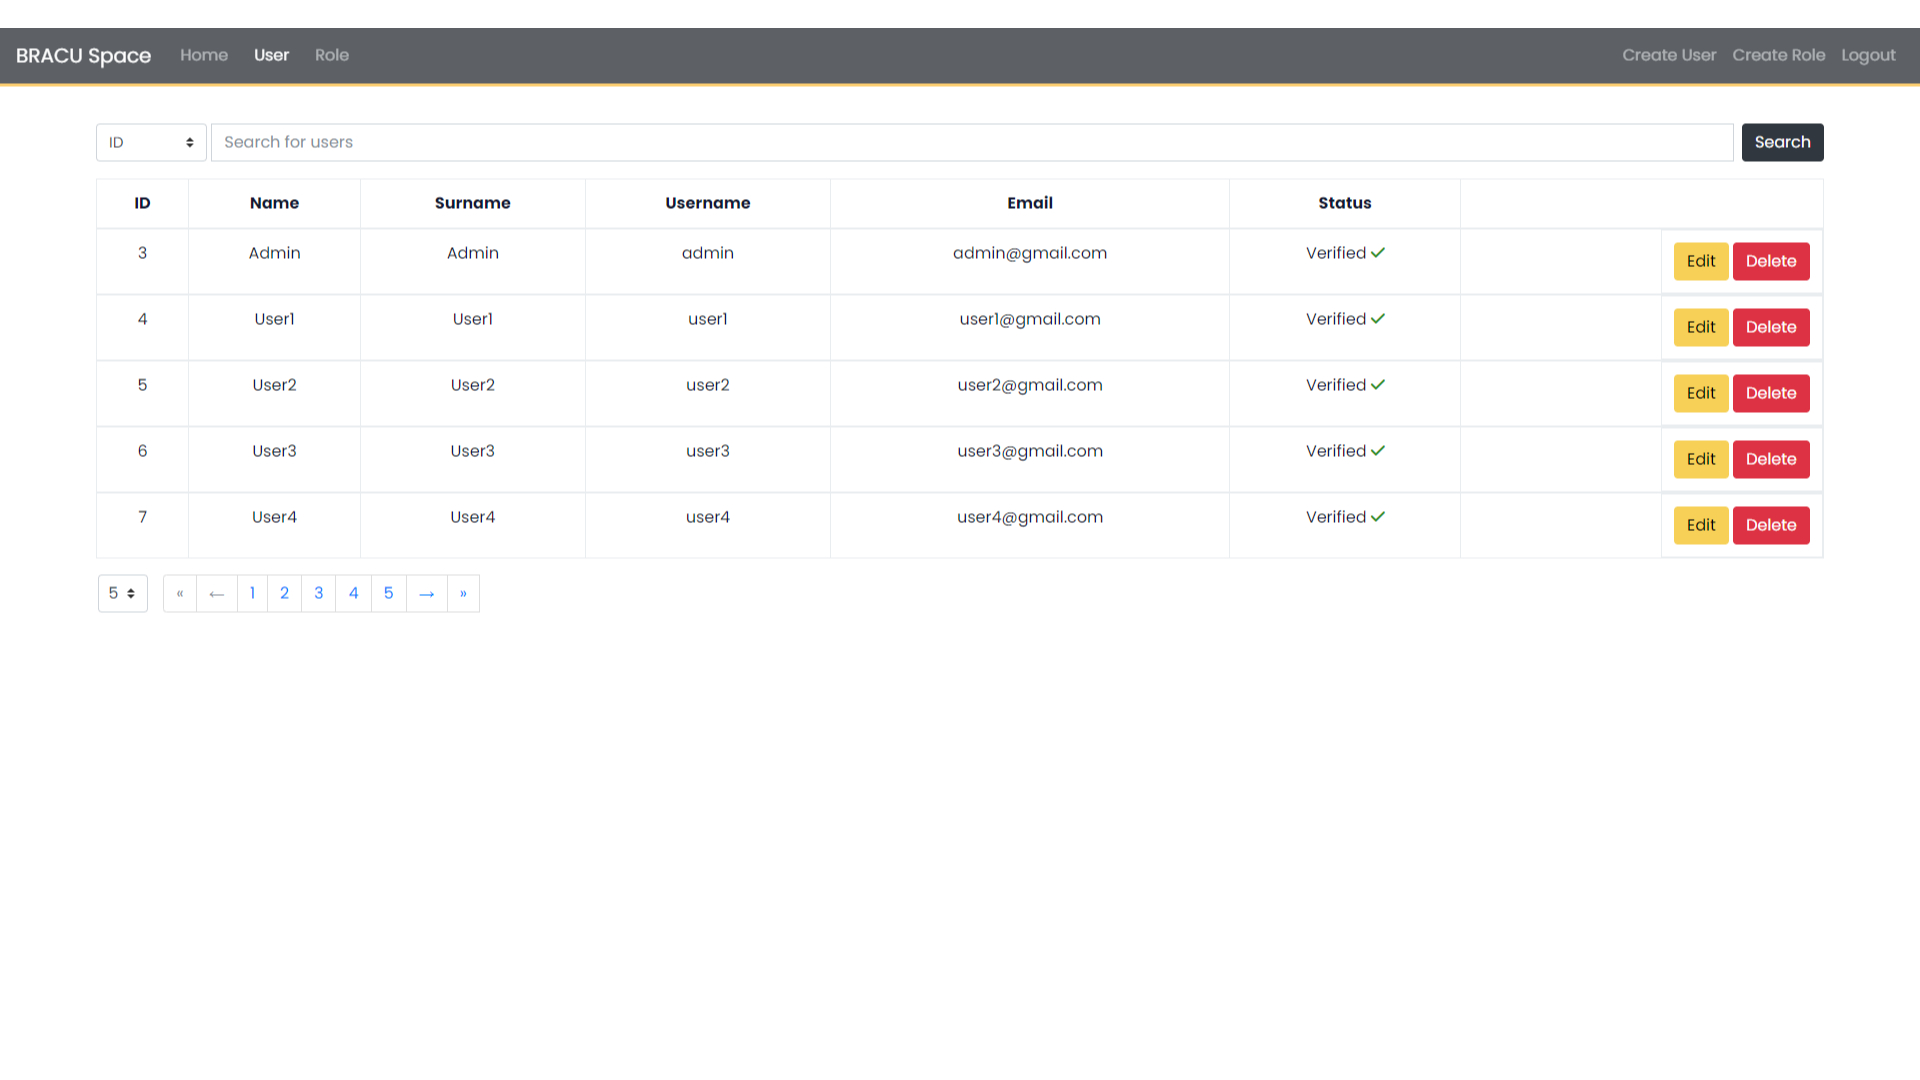 BRACU Space Home User Role Create User Create Role Logout
ID Search for users Search
ID Name Surname Username Email Status
3 Admin Admin admin admin@gmail.com Verified ✓ Edit Delete
4 User1 User1 user1 user1@gmail.com Verified ✓ Edit Delete
5 User2 User2 user2 user2@gmail.com Verified ✓ Edit Delete
6 User3 User3 user3 user3@gmail.com Verified ✓ Edit Delete
7 User4 User4 user4 user4@gmail.com Verified ✓ Edit Delete
5 « ← 1 2 3 4 5 → »